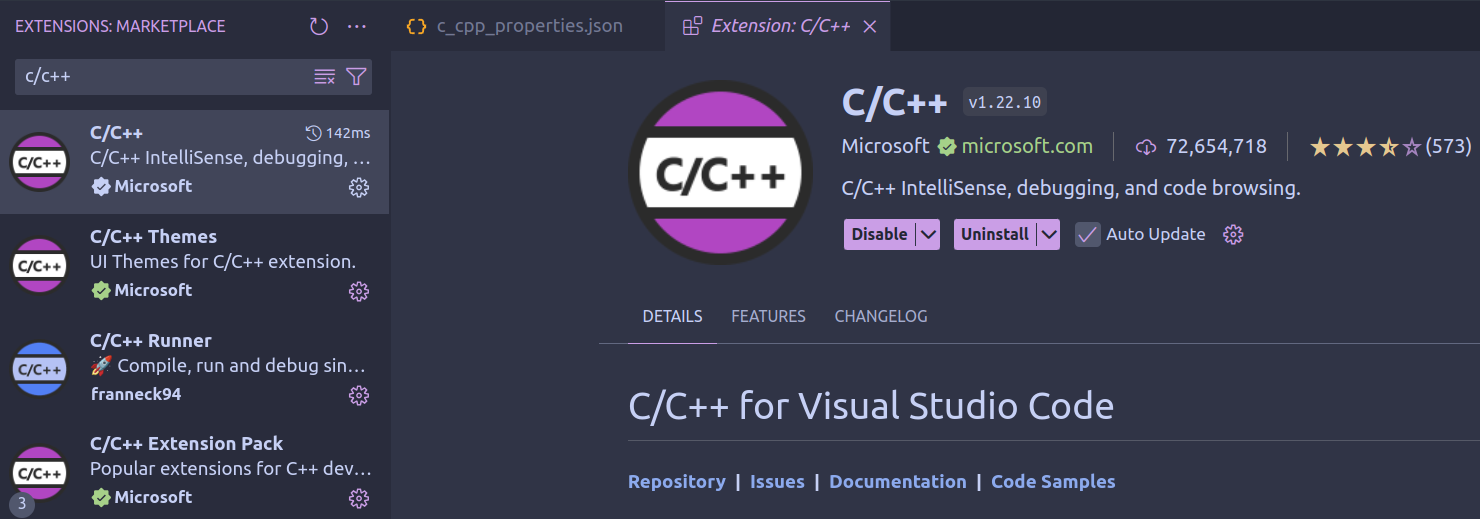 EXTENSIONS: MARKETPLACE
c/c++
C/C++ 142ms
C/C++ IntelliSense, debugging, ...
Microsoft
C/C++
C/C++ Themes
UI Themes for C/C++ extension.
Microsoft
C/C++
C/C++ Runner
🚀 Compile, run and debug sin...
franneck94
C/C++
C/C++ Extension Pack
Popular extensions for C++ dev...
Microsoft
C/C++
3
{} c_cpp_properties.json
Extension: C/C++
C/C++
C/C++ v1.22.10
Microsoft microsoft.com 72,654,718 (573)
C/C++ IntelliSense, debugging, and code browsing.
Disable Uninstall Auto Update
DETAILS FEATURES CHANGELOG
C/C++ for Visual Studio Code
Repository | Issues | Documentation | Code Samples